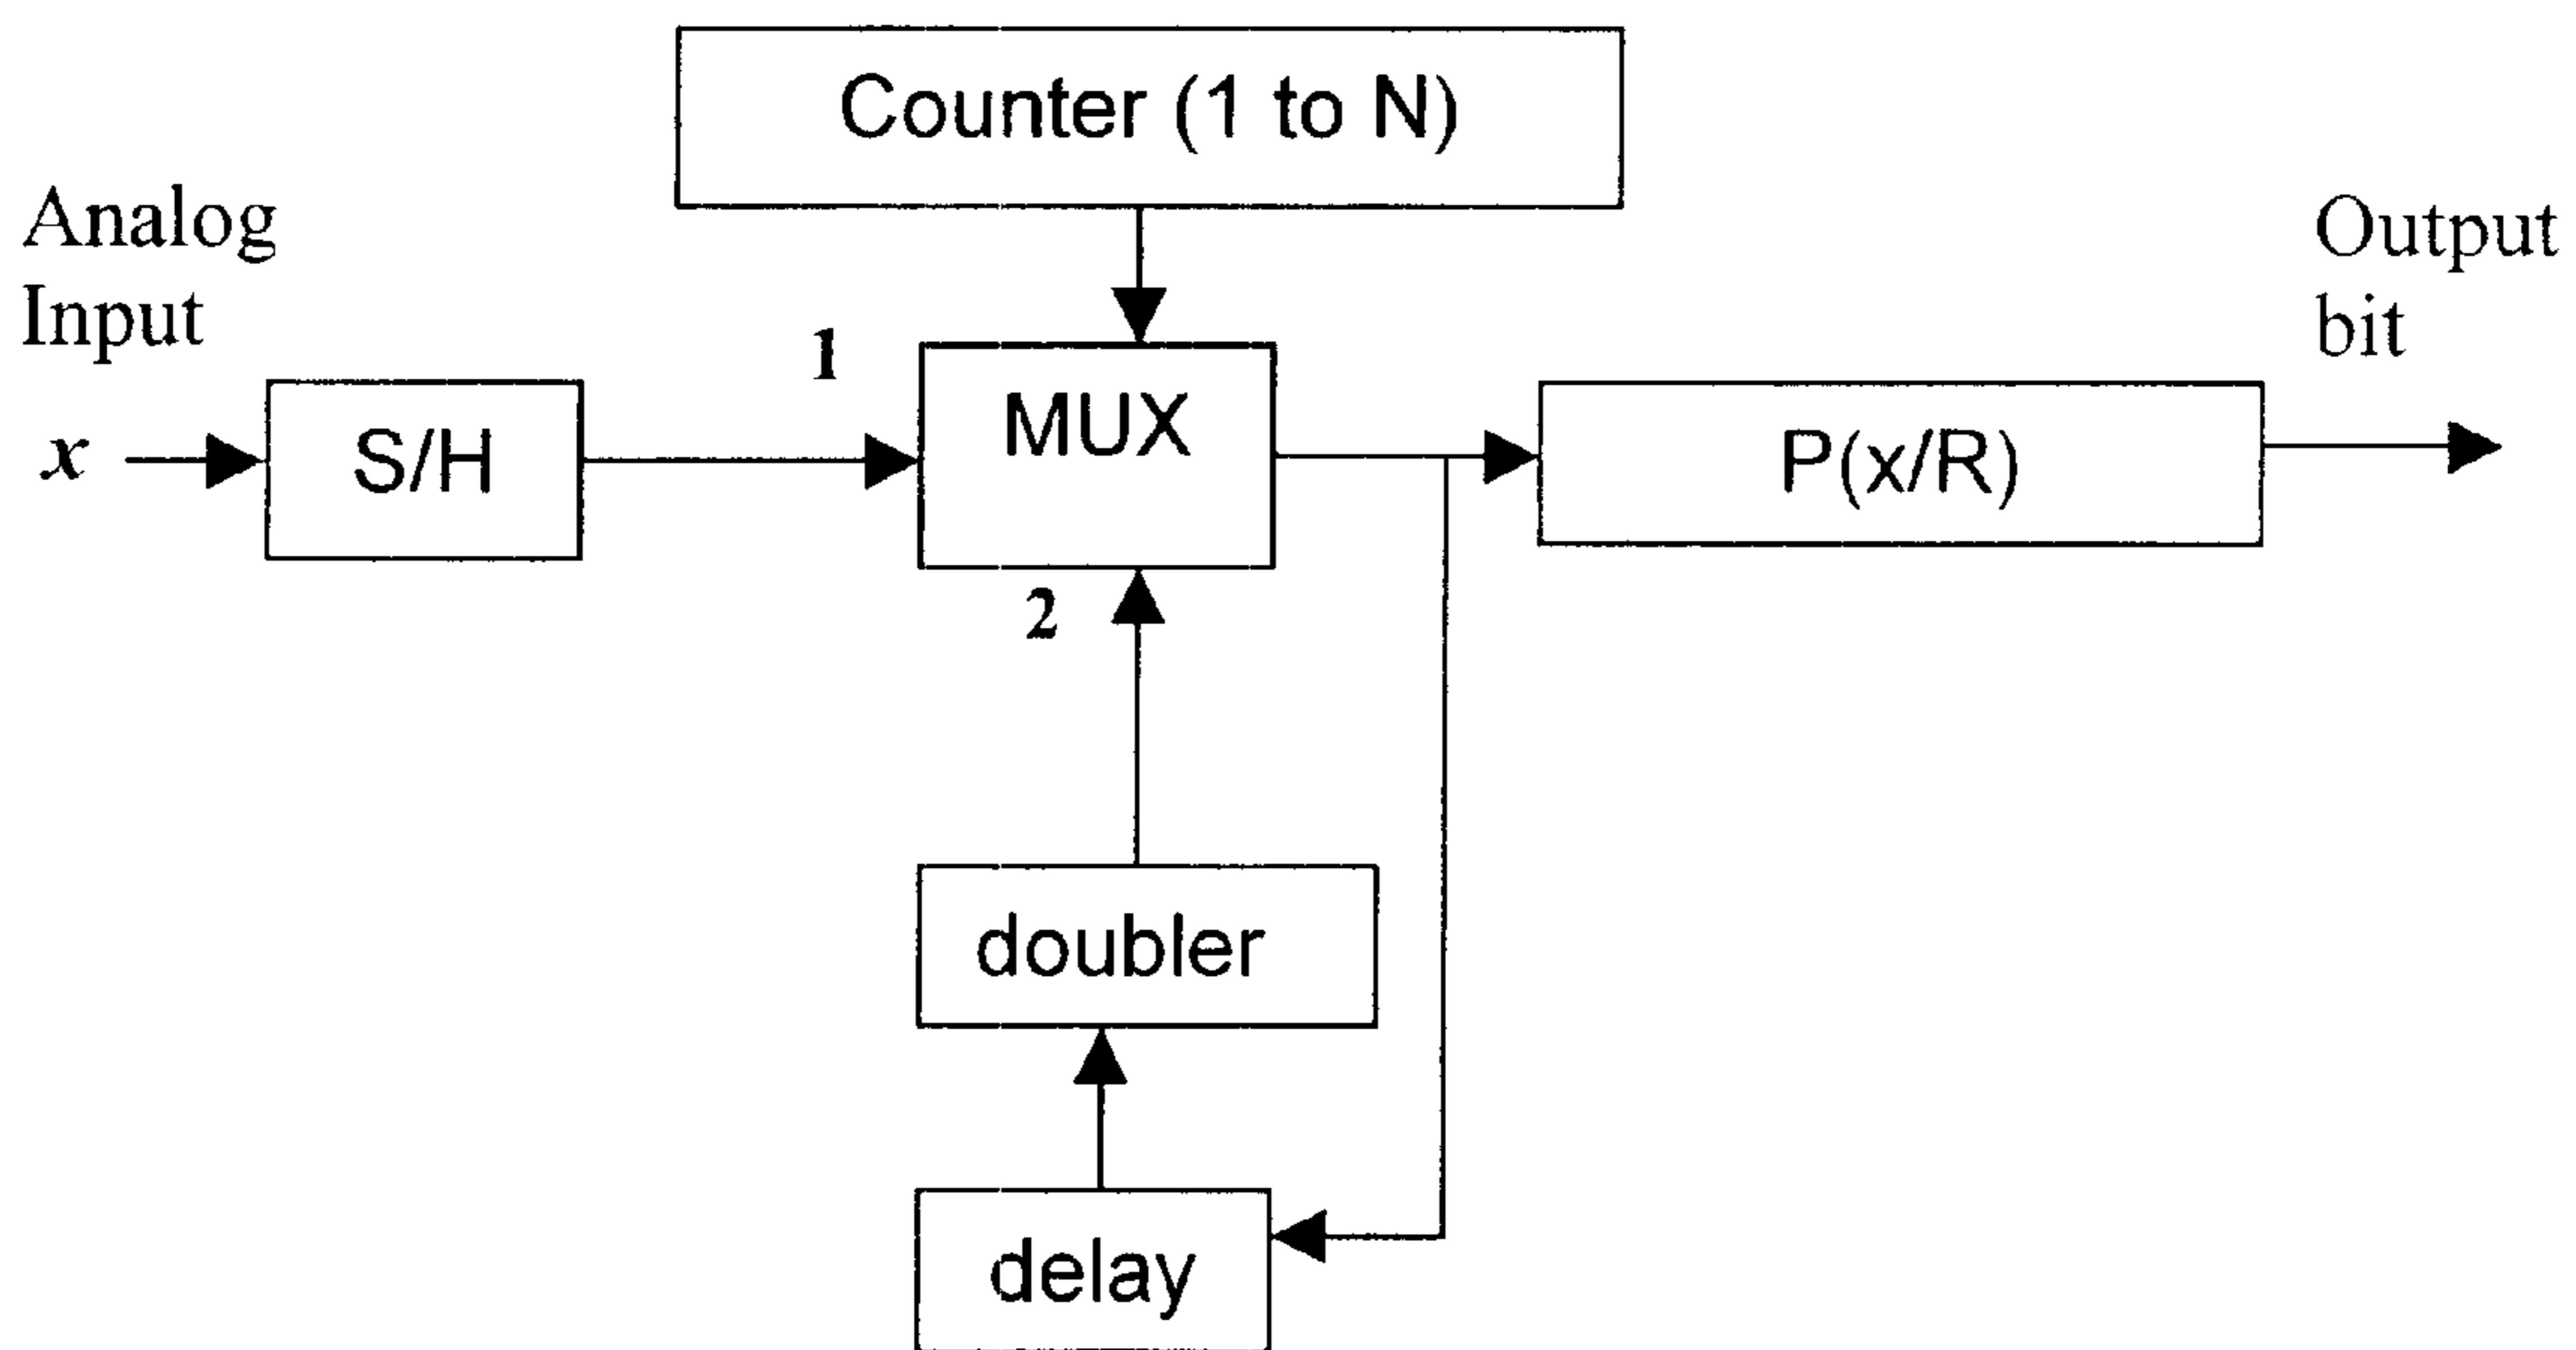 Counter (1 to N)
Analog
Input
Output
bit
1
x
S/H
MUX
P(x/R)
2
doubler
delay